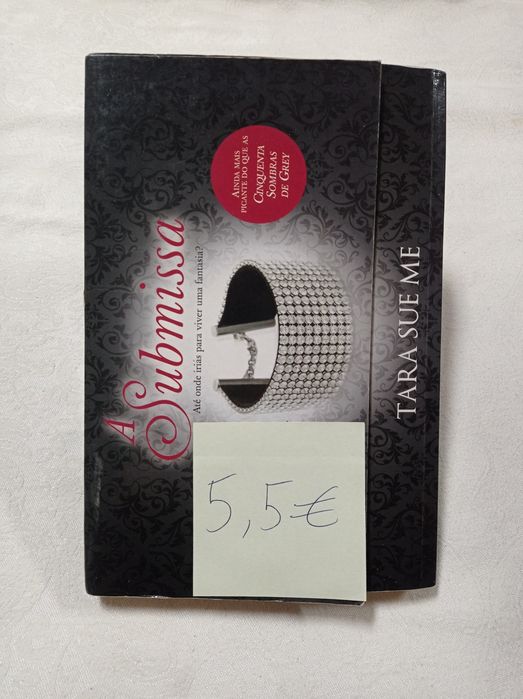 A
Submissa
Até onde irias para viver uma fantasia?
AINDA MAIS
PICANTE DO QUE AS
CINQUENTA
SOMBRAS
DE GREY
TARA SUE ME
5,5€